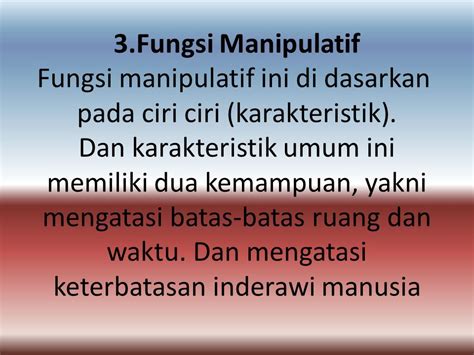 3.Fungsi Manipulatif
Fungsi manipulatif ini di dasarkan
pada ciri ciri (karakteristik).
Dan karakteristik umum ini
memiliki dua kemampuan, yakni
mengatasi batas-batas ruang dan
waktu. Dan mengatasi
keterbatasan inderawi manusia